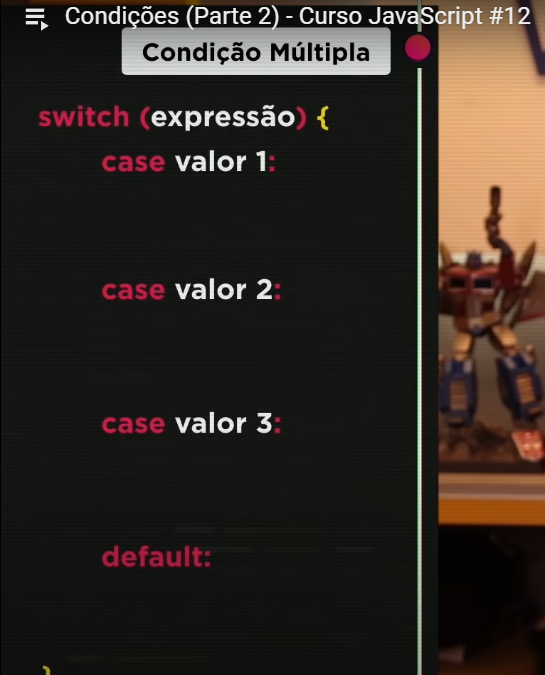 Condições (Parte 2) - Curso JavaScript #12
Condição Múltipla
switch (expressão) {
case valor 1:
case valor 2:
case valor 3:
default:
}